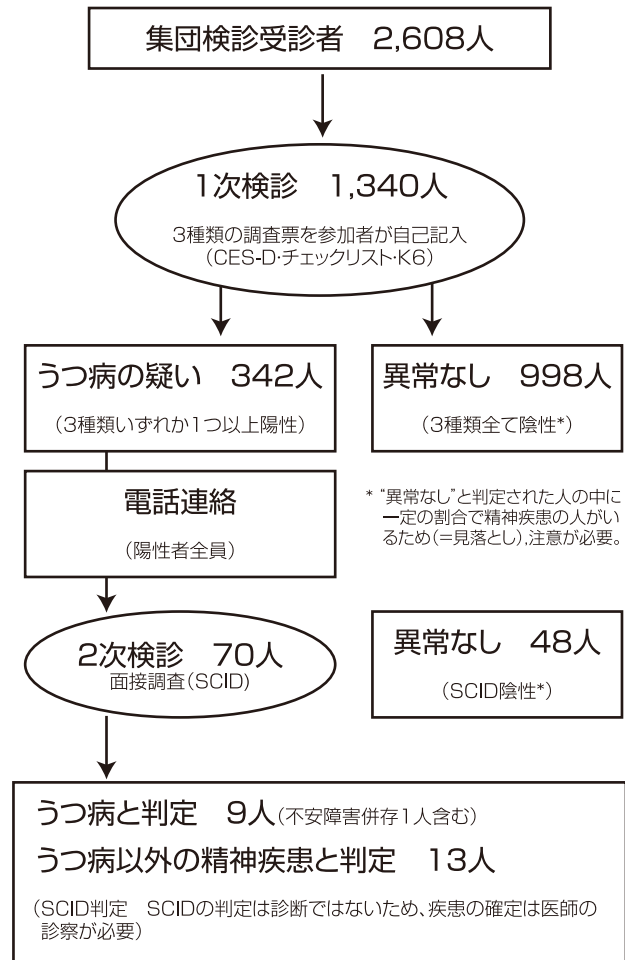 集団検診受診者　2,608人
1次検診　1,340人
3種類の調査票を参加者が自己記入
（CES-D･チェックリスト･K6）
うつ病の疑い　342人
（3種類いずれか1つ以上陽性）
異常なし　998人
（3種類全て陰性*）
電話連絡
（陽性者全員）
* “異常なし”と判定された人の中に
一定の割合で精神疾患の人がい
るため(=見落とし),注意が必要。
2次検診　70人
面接調査(SCID)
異常なし　48人
（SCID陰性*）
うつ病と判定　9人(不安障害併存1人含む)
うつ病以外の精神疾患と判定　13人
（SCID判定　SCIDの判定は診断ではないため、疾患の確定は医師の
診察が必要）